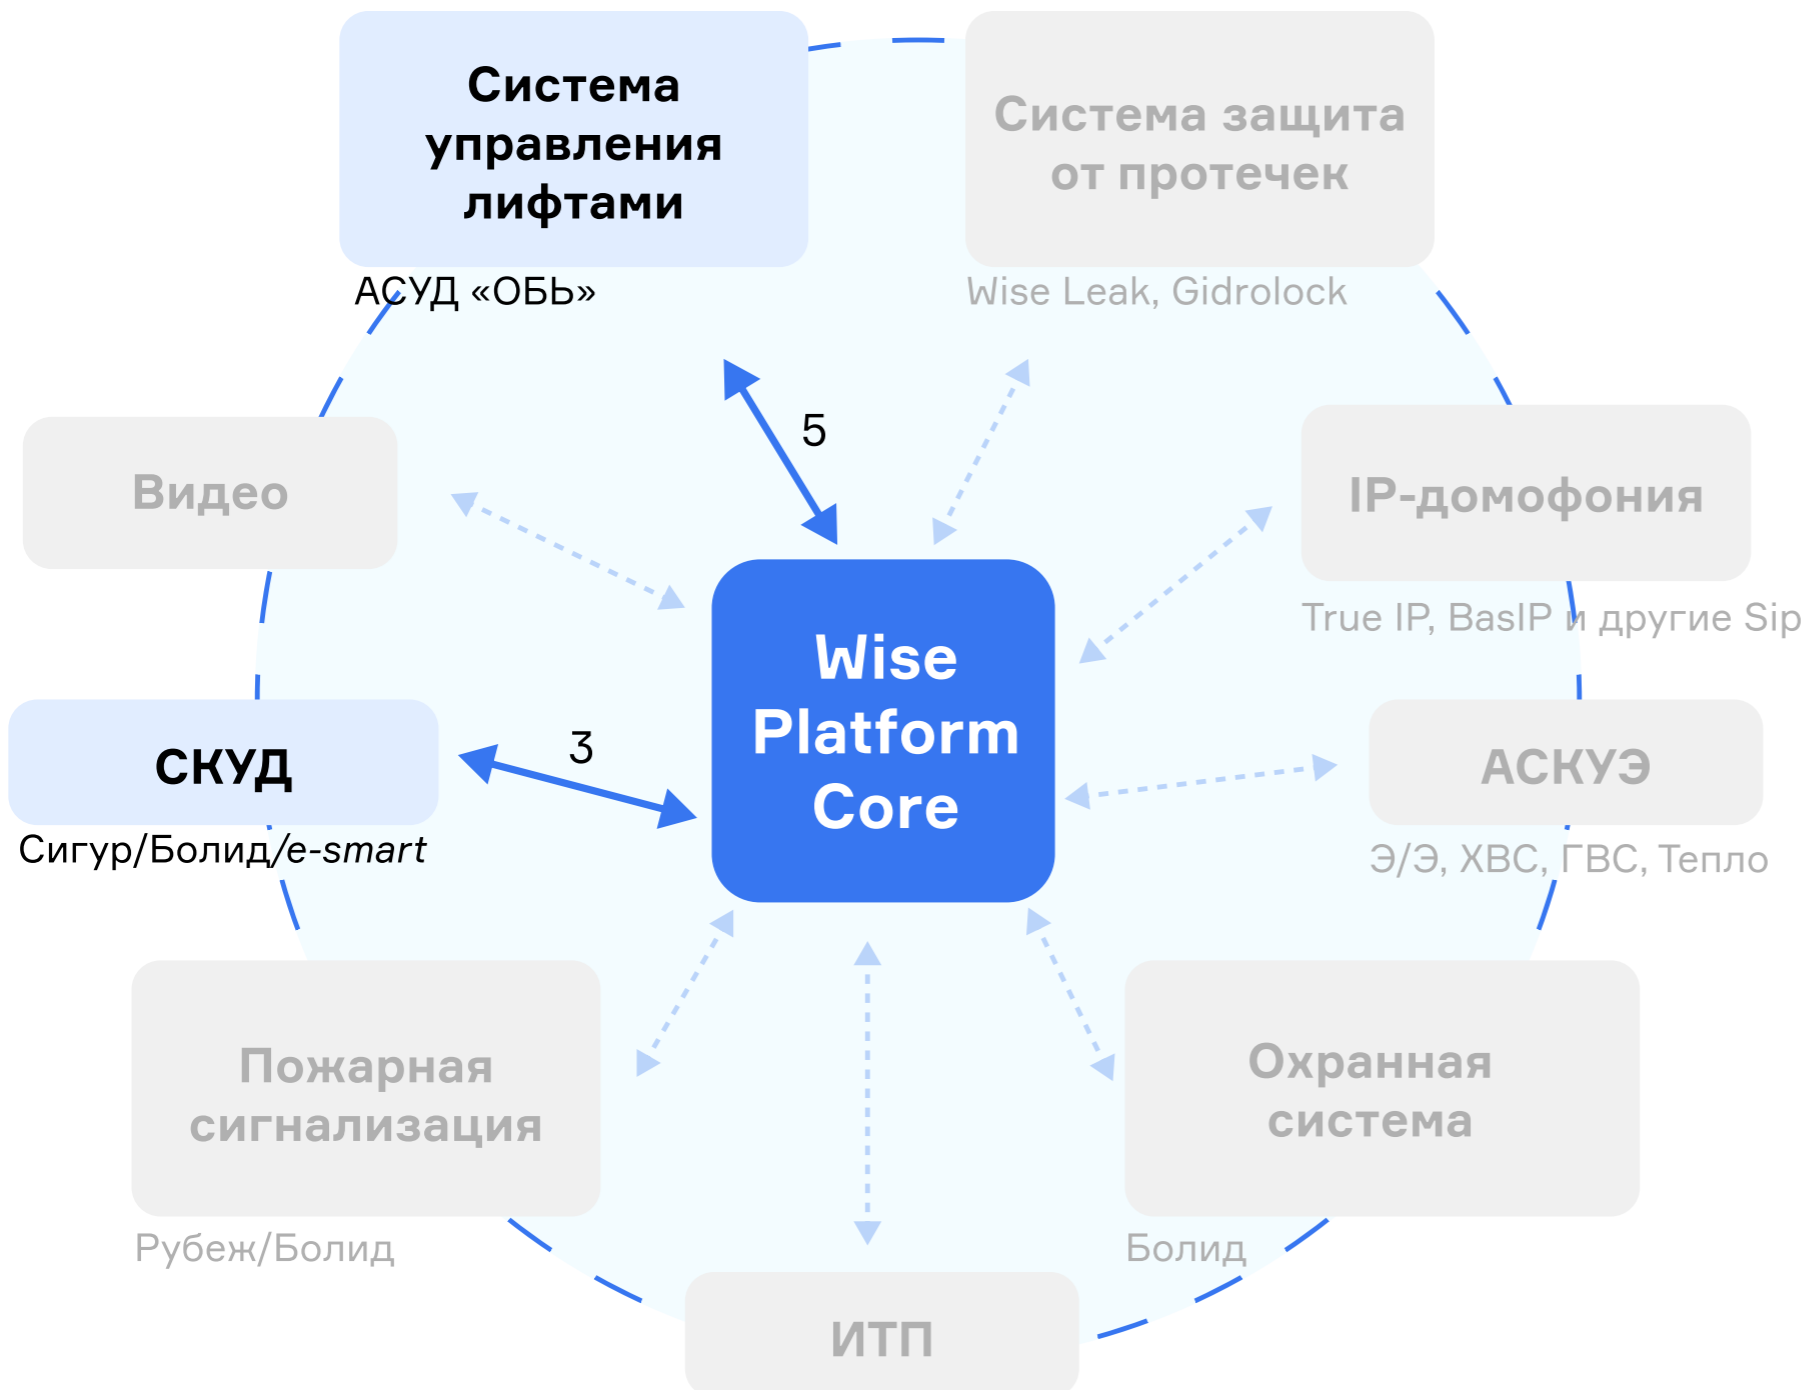 Система
управления
лифтами
АСУД «ОБЬ»
Система защита
от протечек
Wise Leak, Gidrolock
5
Видео
IP-домофония
True IP, BasIP и другие Sip
Wise
Platform
Core
СКУД
3
Сигур/Болид/e-smart
АСКУЭ
Э/Э, ХВС, ГВС, Тепло
Пожарная
сигнализация
Рубеж/Болид
Охранная
система
Болид
ИТП